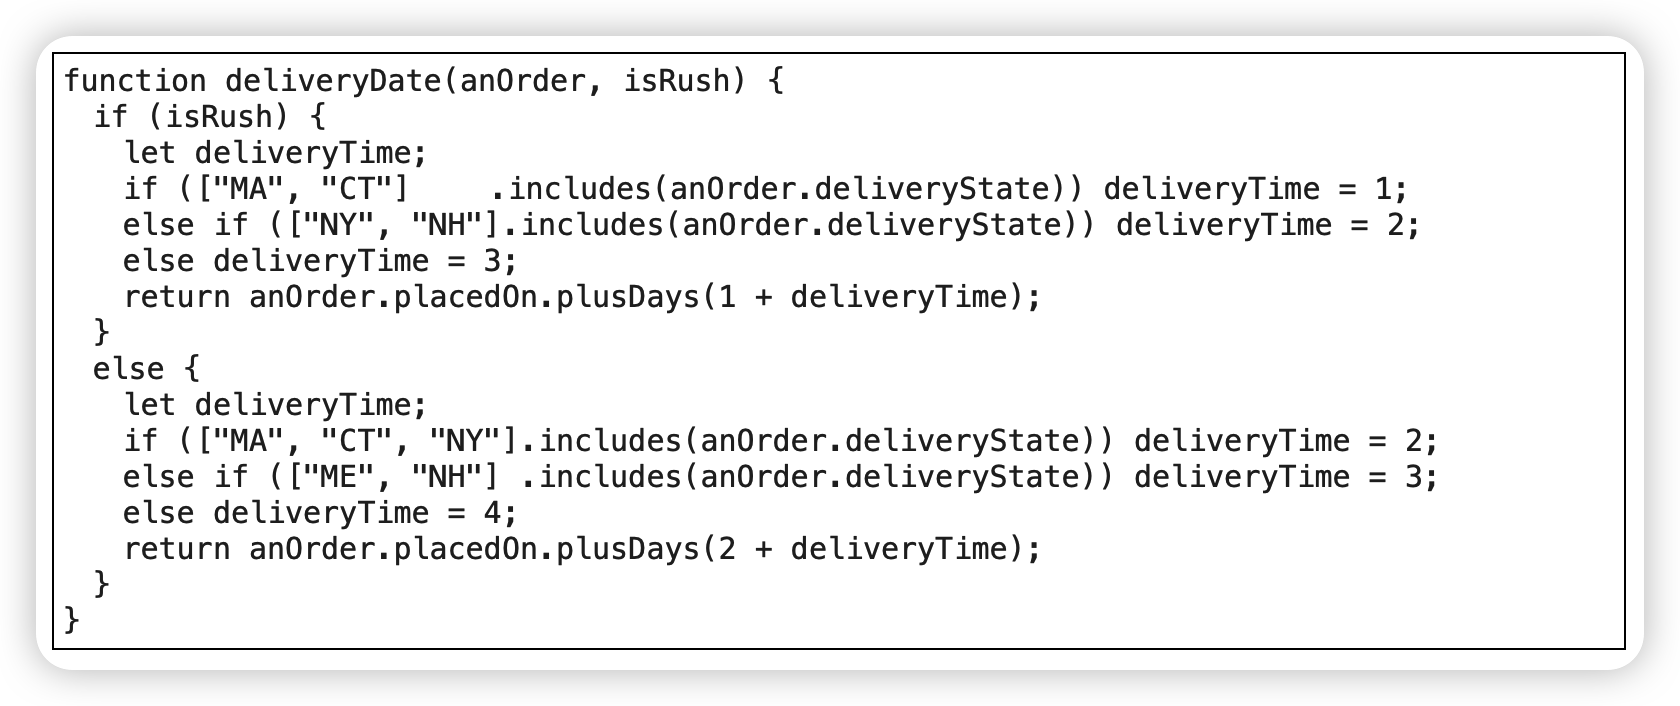 function deliveryDate(anOrder, isRush) {
  if (isRush) {
    let deliveryTime;
    if (["MA", "CT"]     .includes(anOrder.deliveryState)) deliveryTime = 1;
    else if (["NY", "NH"].includes(anOrder.deliveryState)) deliveryTime = 2;
    else deliveryTime = 3;
    return anOrder.placedOn.plusDays(1 + deliveryTime);
  }
  else {
    let deliveryTime;
    if (["MA", "CT", "NY"].includes(anOrder.deliveryState)) deliveryTime = 2;
    else if (["ME", "NH"] .includes(anOrder.deliveryState)) deliveryTime = 3;
    else deliveryTime = 4;
    return anOrder.placedOn.plusDays(2 + deliveryTime);
  }
}